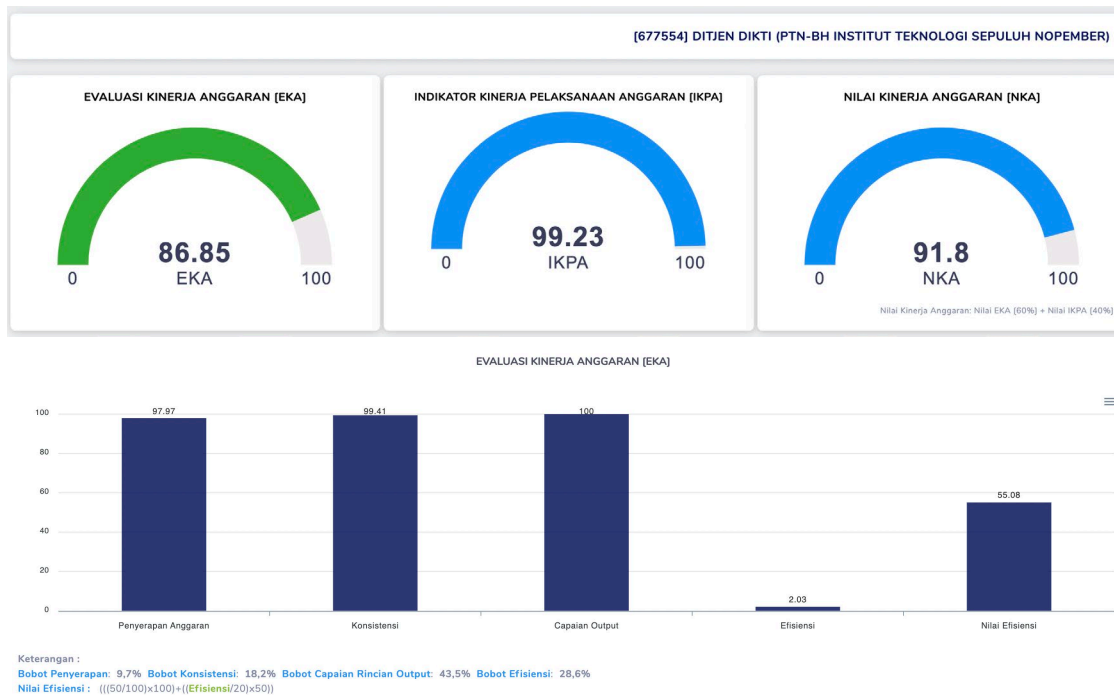 [677554] DITJEN DIKTI (PTN-BH INSTITUT TEKNOLOGI SEPULUH NOPEMBER)
EVALUASI KINERJA ANGGARAN [EKA]
86.85
EKA
0
100
INDIKATOR KINERJA PELAKSANAAN ANGGARAN [IKPA]
99.23
IKPA
0
100
NILAI KINERJA ANGGARAN [NKA]
91.8
NKA
0
100
Nilai Kinerja Anggaran: Nilai EKA [60%] + Nilai IKPA [40%]
EVALUASI KINERJA ANGGARAN [EKA]
100
80
60
40
20
0
97.97
99.41
100
2.03
55.08
Penyerapan Anggaran
Konsistensi
Capaian Output
Efisiensi
Nilai Efisiensi
Keterangan :
Bobot Penyerapan: 9,7% Bobot Konsistensi: 18,2% Bobot Capaian Rincian Output: 43,5% Bobot Efisiensi: 28,6%
Nilai Efisiensi : (((50/100)x100)+((Efisiensi/20)x50))